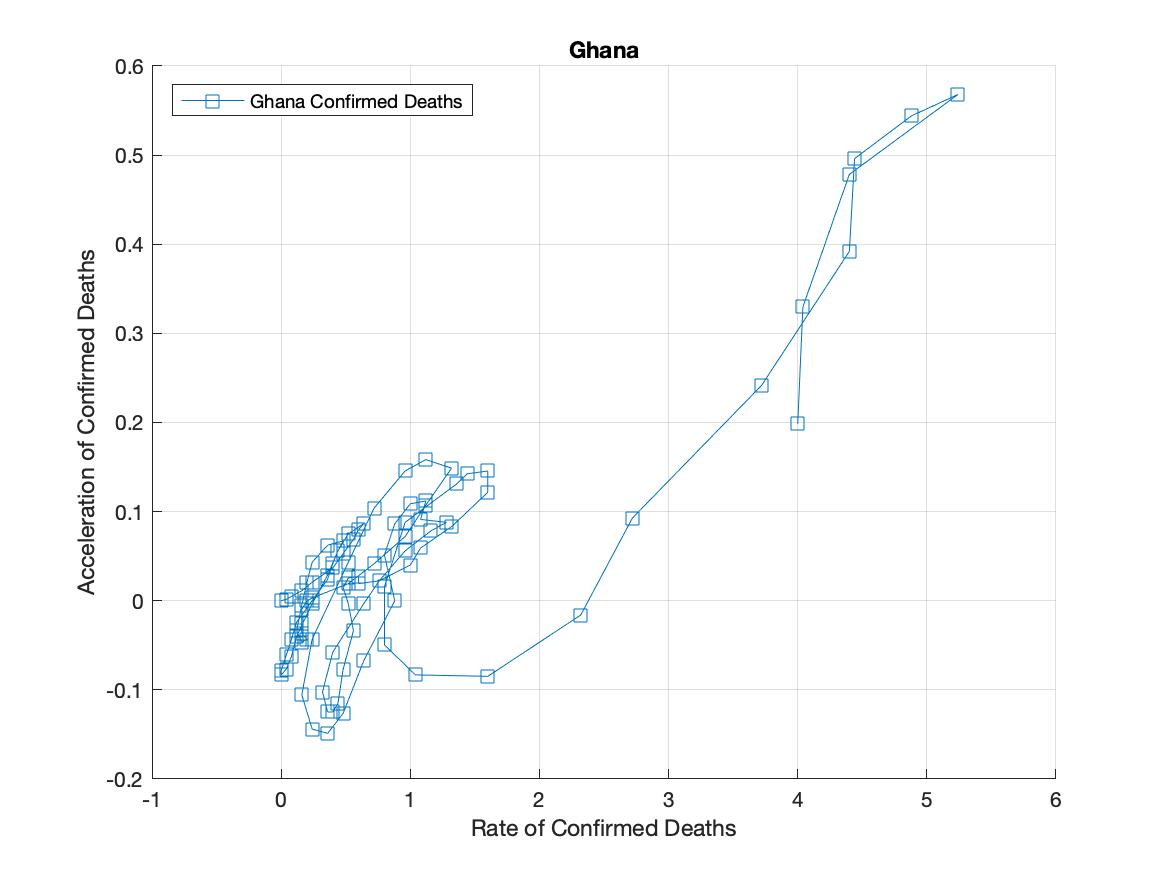 Ghana
Ghana Confirmed Deaths
0.6
0.5
0.4
0.3
0.2
0.1
0
-0.1
-0.2
-1 0 1 2 3 4 5 6
Acceleration of Confirmed Deaths
Rate of Confirmed Deaths